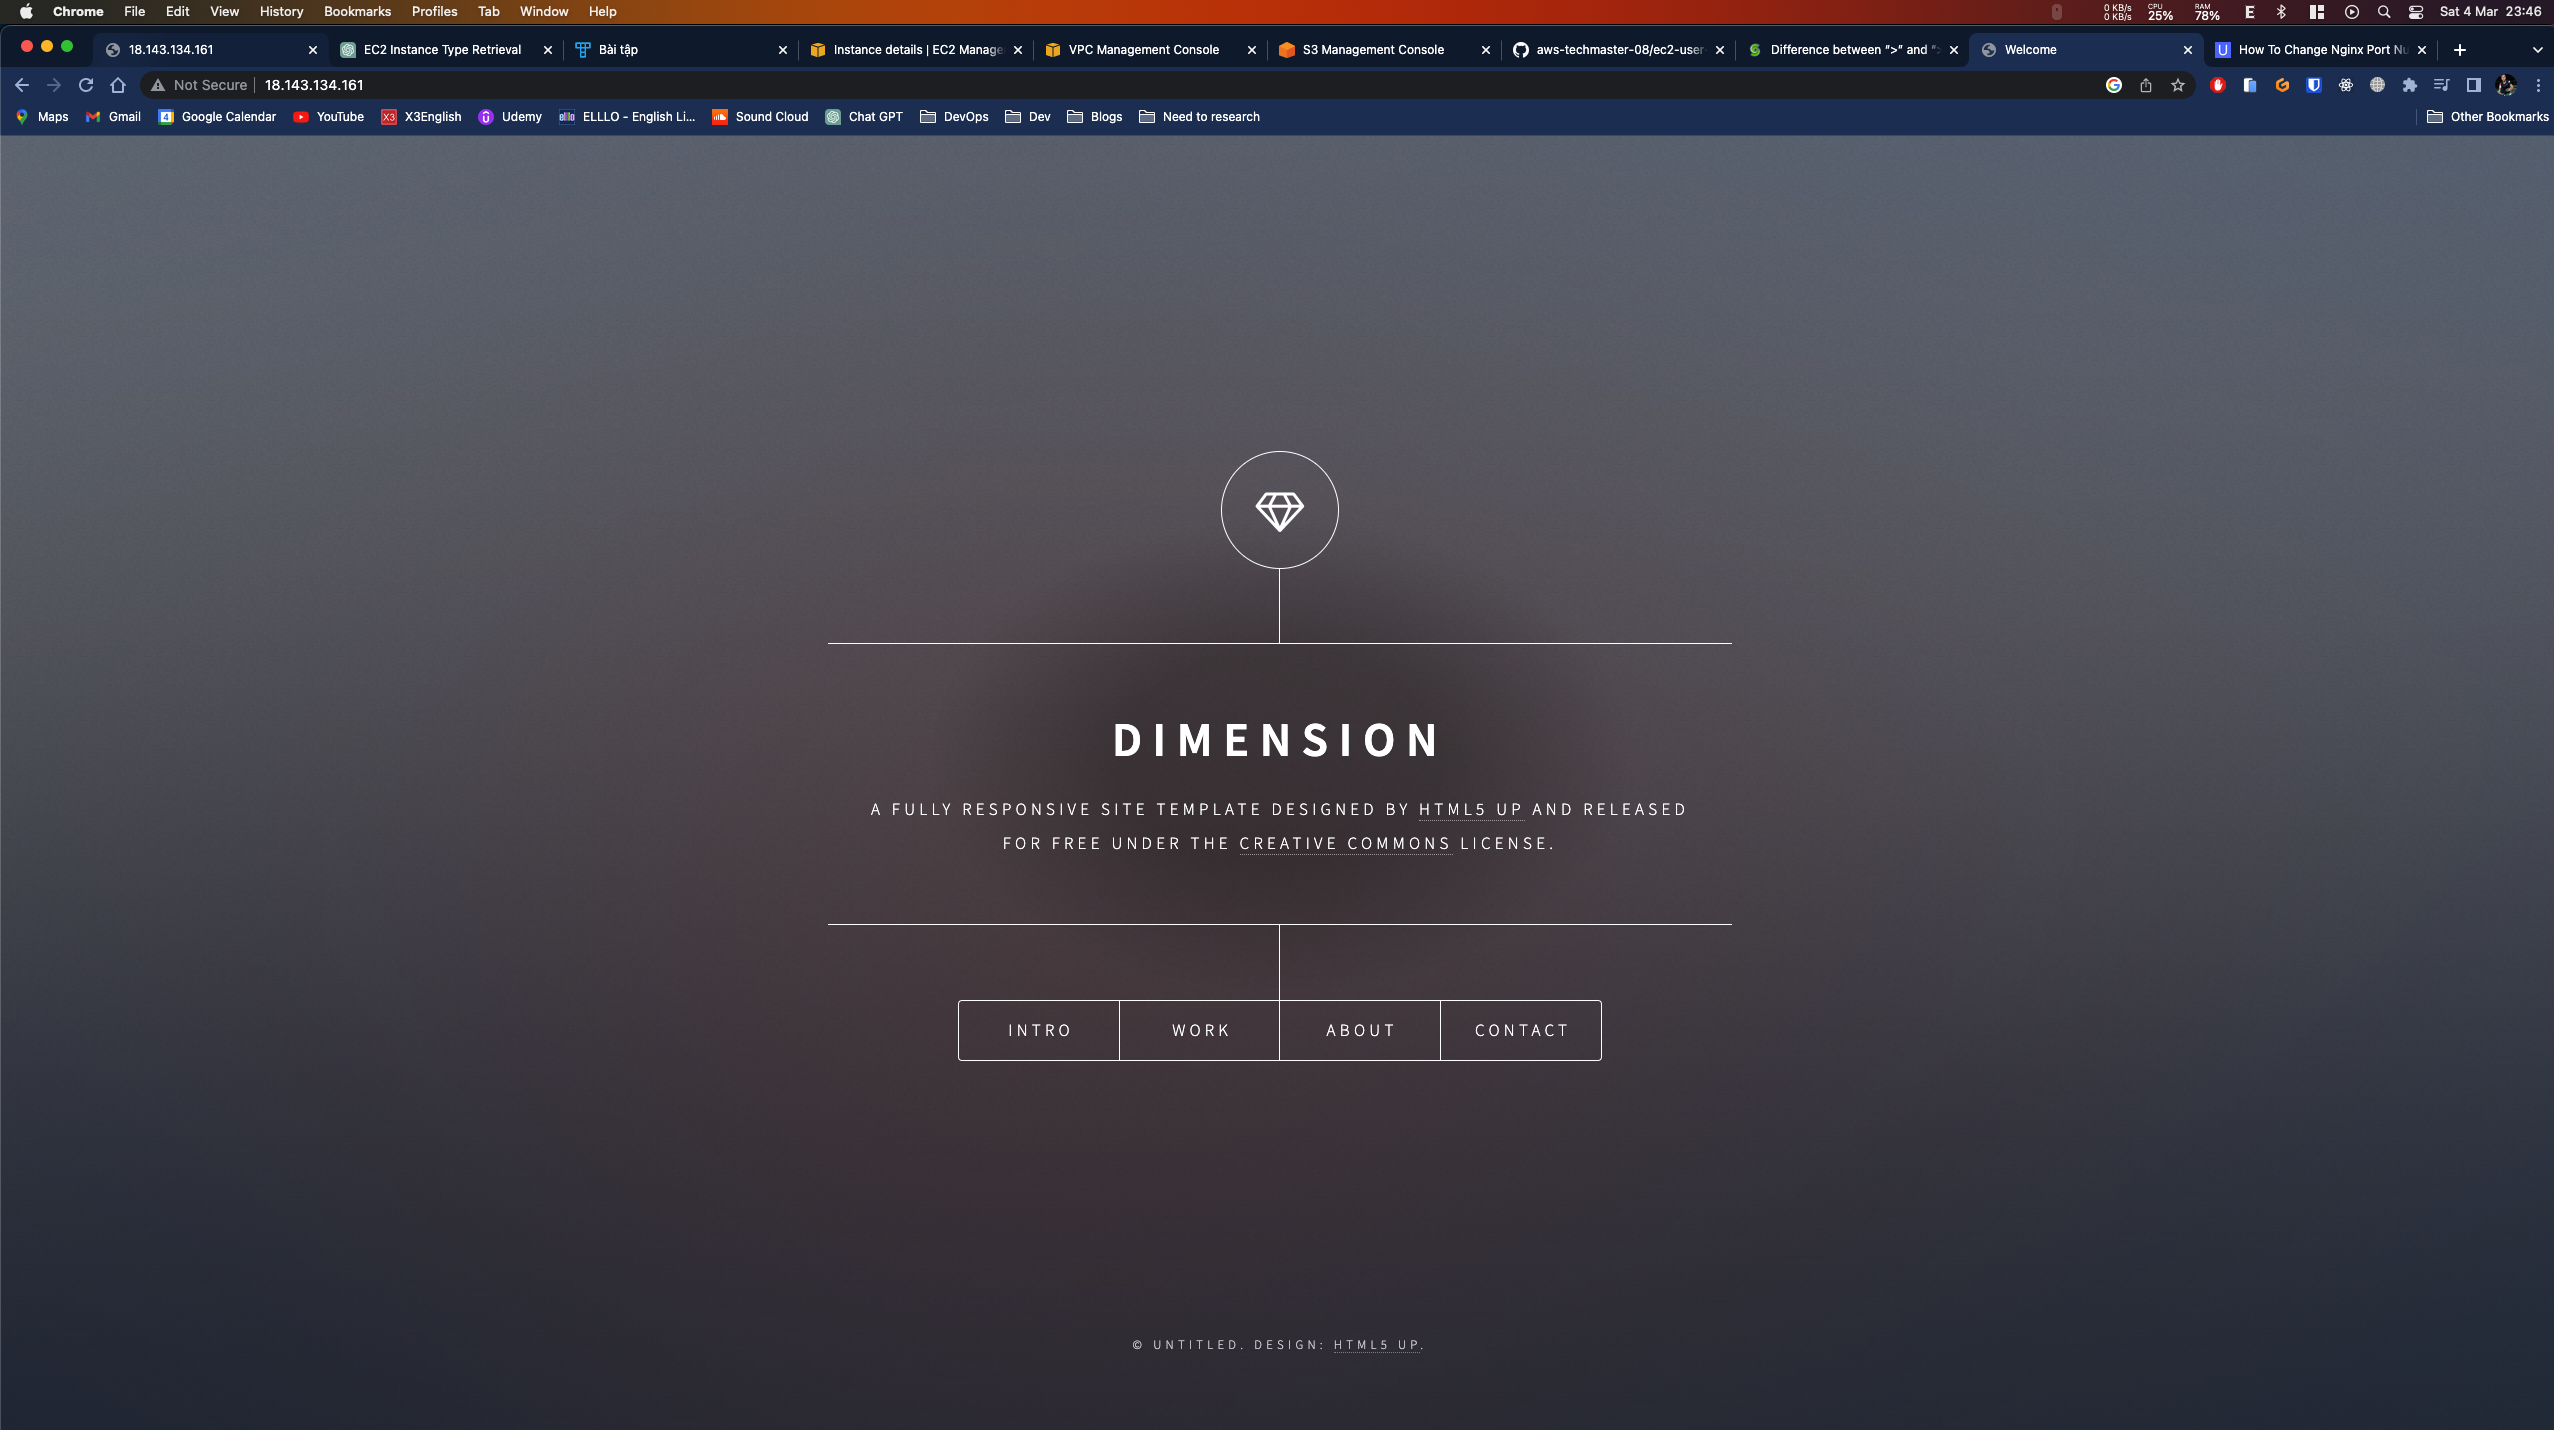 Chrome File Edit View History Bookmarks Profiles Tab Window Help
0 KB/s
0 KB/s
CPU
25%
RAM
78%
Sat 4 Mar 23:46
18.143.134.161
EC2 Instance Type Retrieval
Bài tập
Instance details | EC2 Manage
VPC Management Console
S3 Management Console
aws-techmaster-08/ec2-user
Difference between ">" and ">
Welcome
How To Change Nginx Port Nu
Not Secure 18.143.134.161
Maps Gmail Google Calendar YouTube X3English Udemy ELLLO - English Li... Sound Cloud Chat GPT DevOps Dev Blogs Need to research Other Bookmarks
DIMENSION
A FULLY RESPONSIVE SITE TEMPLATE DESIGNED BY HTML5 UP AND RELEASED
FOR FREE UNDER THE CREATIVE COMMONS LICENSE.
INTRO WORK ABOUT CONTACT
© UNTITLED. DESIGN: HTML5 UP.